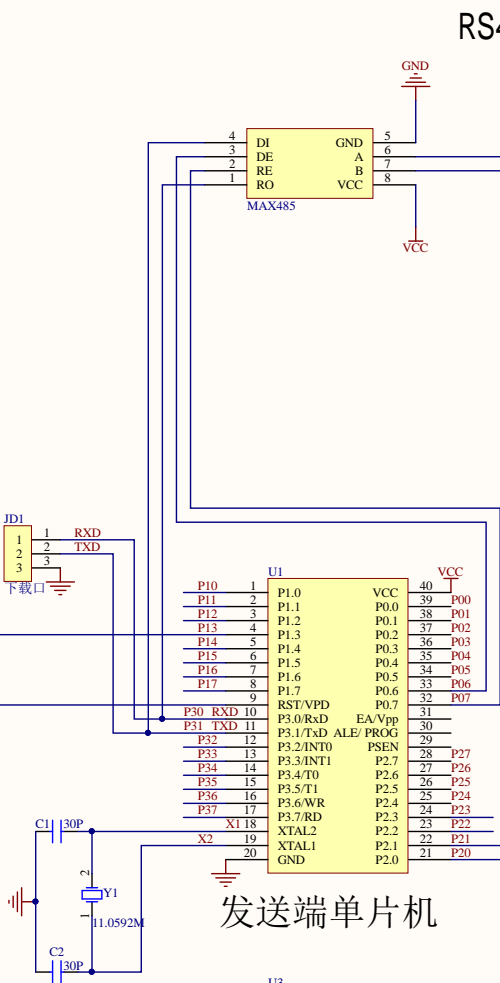 RS4
GND
4 DI GND 5
3 DE A 6
2 RE B 7
1 RO VCC 8
MAX485
VCC
JD1
1 1 RXD
2 2 TXD
3 3
下载口
U1
VCC
P10 1 P1.0 VCC 40
P11 2 P1.1 P0.0 39 P00
P12 3 P1.2 P0.1 38 P01
P13 4 P1.3 P0.2 37 P02
P14 5 P1.4 P0.3 36 P03
P15 6 P1.5 P0.4 35 P04
P16 7 P1.6 P0.5 34 P05
P17 8 P1.7 P0.6 33 P06
9 RST/VPD P0.7 32 P07
P30 RXD 10 P3.0/RxD EA/Vpp 31
P31 TXD 11 P3.1/TxD ALE/ PROG 30
P32 12 P3.2/INT0 PSEN 29
P33 13 P3.3/INT1 P2.7 28 P27
P34 14 P3.4/T0 P2.6 27 P26
P35 15 P3.5/T1 P2.5 26 P25
P36 16 P3.6/WR P2.4 25 P24
P37 17 P3.7/RD P2.3 24 P23
X1 18 XTAL2 P2.2 23 P22
X2 19 XTAL1 P2.1 22 P21
20 GND P2.0 21 P20
C1 30P
2
Y1
1
11.0592M
C2
30P
发送端单片机